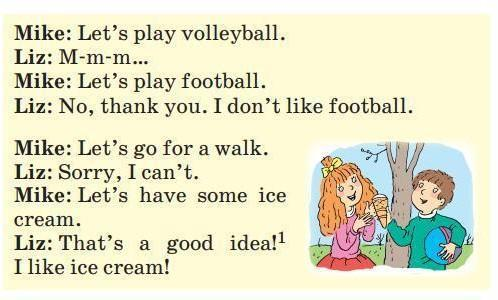 Mike: Let's play volleyball.
Liz: M-m-m...
Mike: Let's play football.
Liz: No, thank you. I don't like football.
Mike: Let's go for a walk.
Liz: Sorry, I can't.
Mike: Let's have some ice
cream.
Liz: That's a good idea!¹
I like ice cream!